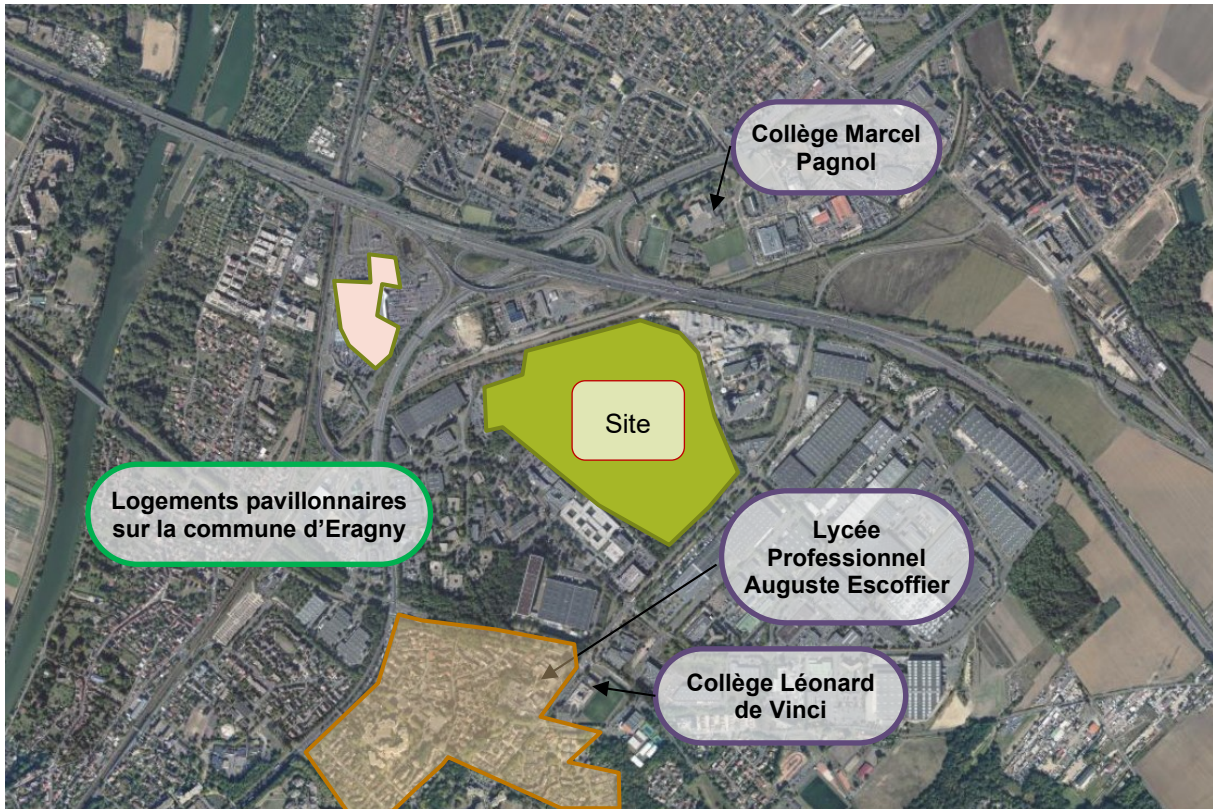 Collège Marcel
Pagnol
Site
Logements pavillonnaires
sur la commune d’Eragny
Lycée
Professionnel
Auguste Escoffier
Collège Léonard
de Vinci